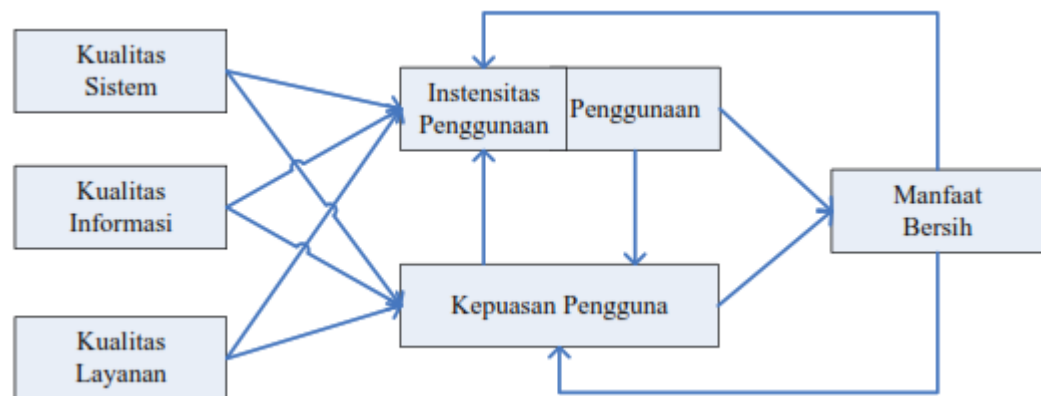 Kualitas
Sistem
Instensitas
Penggunaan
Penggunaan
Kualitas
Informasi
Manfaat
Bersih
Kepuasan Pengguna
Kualitas
Layanan